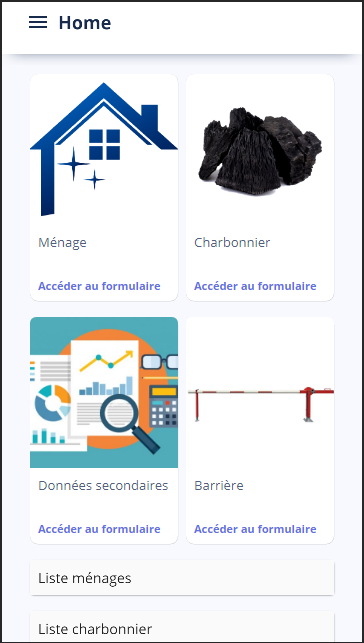 Home
Ménage
Charbonnier
Accéder au formulaire
Accéder au formulaire
Données secondaires
Barrière
Accéder au formulaire
Accéder au formulaire
Liste ménages
Liste charbonnier